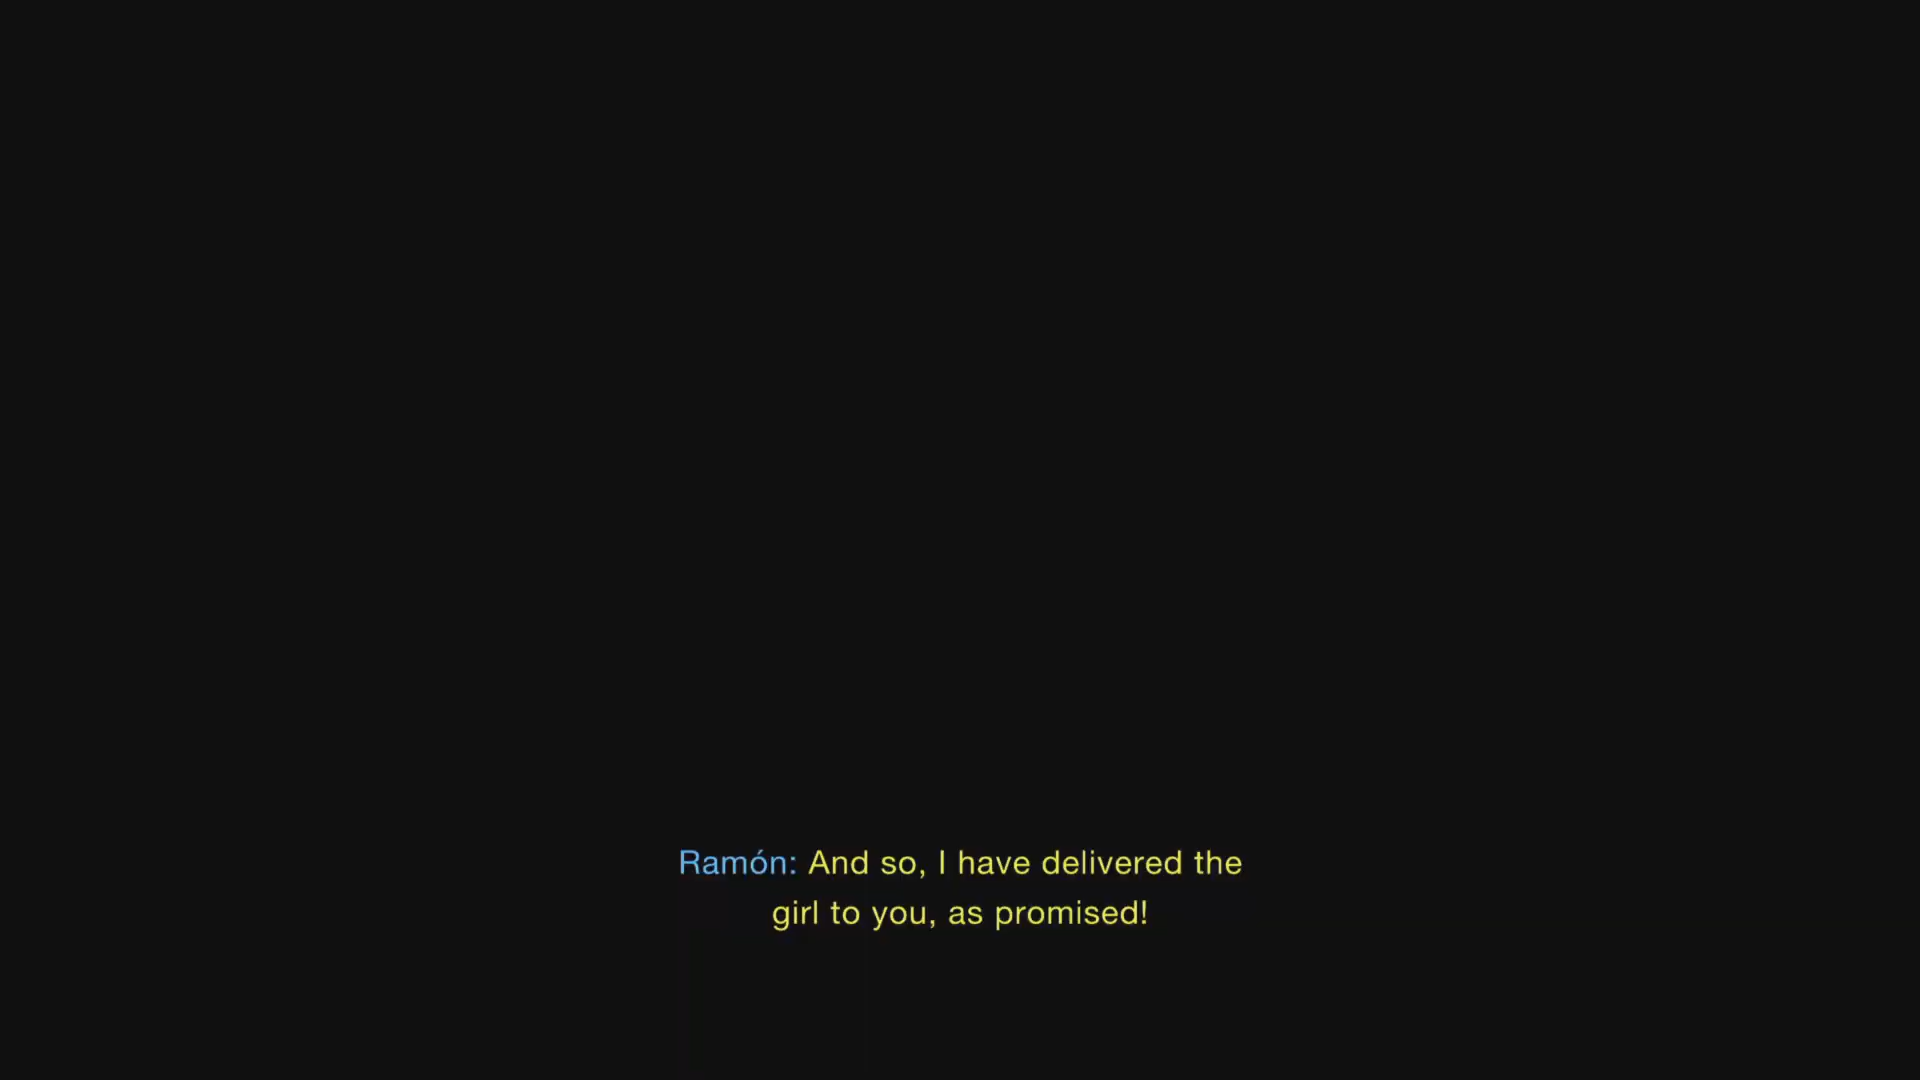 Ramón: And so, I have delivered the
girl to you, as promised!